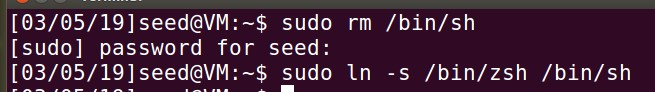 [03/05/19]seed@VM:~$ sudo rm /bin/sh
[sudo] password for seed:
[03/05/19]seed@VM:~$ sudo ln -s /bin/zsh /bin/sh